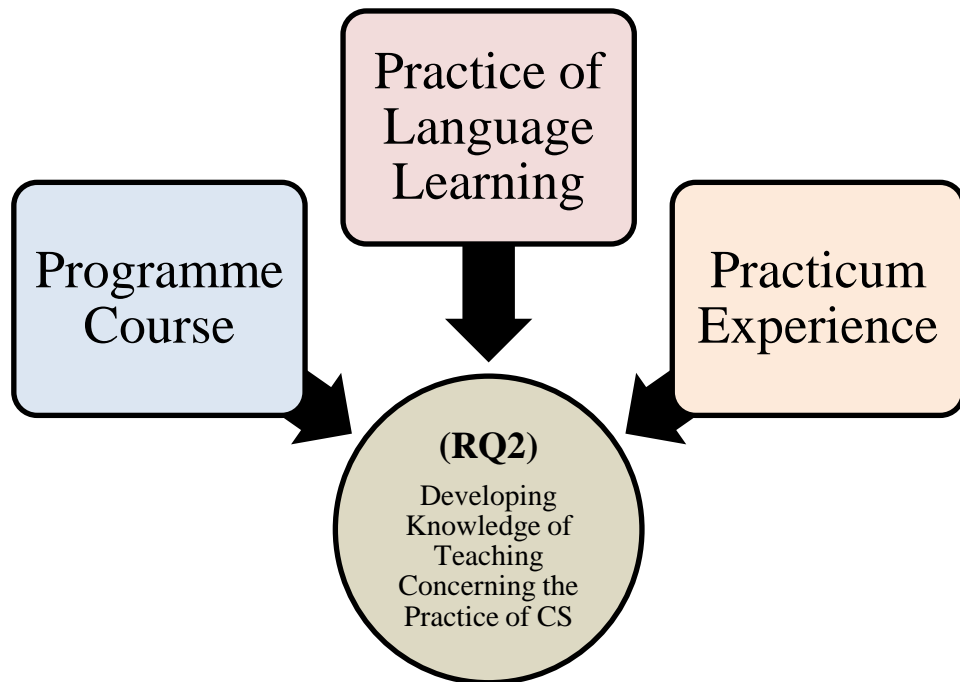 Practice of
Language
Learning
Programme
Course
Practicum
Experience
(RQ2)
Developing
Knowledge of
Teaching
Concerning the
Practice of CS